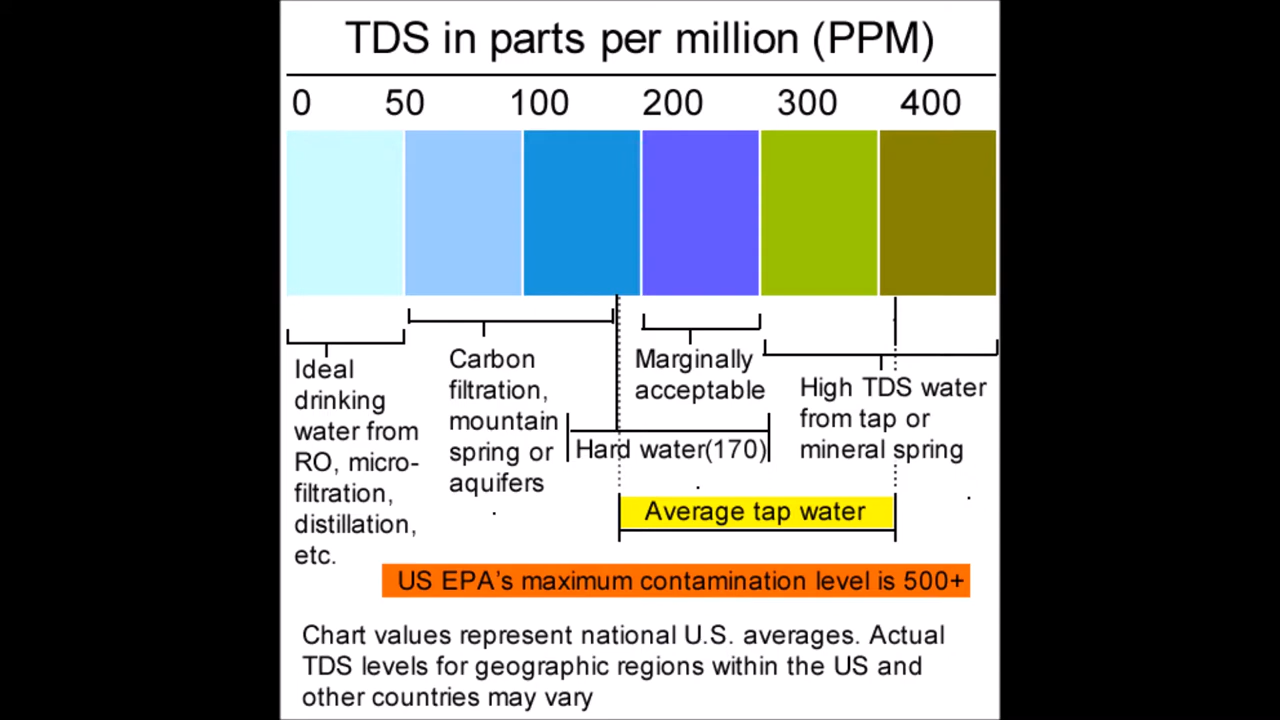 TDS in parts per million (PPM)
0 50 100 200 300 400
Ideal
drinking
water from
RO, micro-
filtration,
distillation,
etc.
Carbon
filtration,
mountain
spring or
aquifers
Marginally
acceptable
Hard water(170)
High TDS water
from tap or
mineral spring
Average tap water
US EPA's maximum contamination level is 500+
Chart values represent national U.S. averages. Actual
TDS levels for geographic regions within the US and
other countries may vary